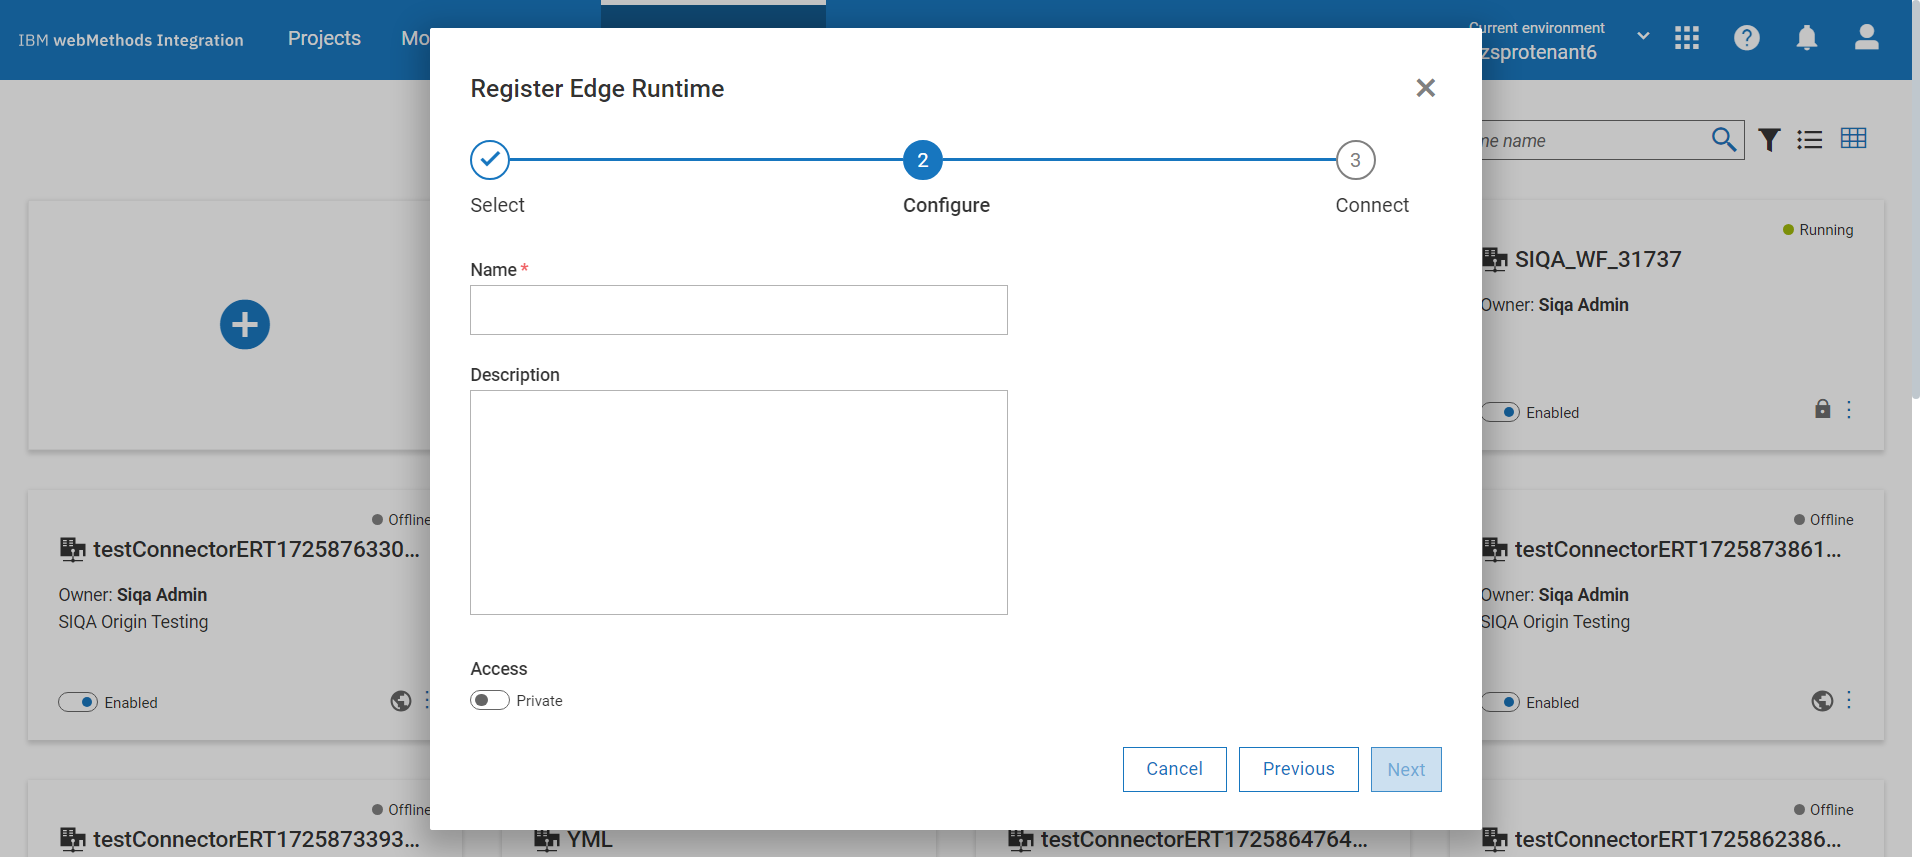 IBM webMethods Integration
Projects
Mo
Current environment
zsprotenant6
Register Edge Runtime
2
3
Select
Configure
Connect
Name *
Description
Access
Private
Cancel
Previous
Next
me name
Running
SIQA_WF_31737
Owner: Siqa Admin
Enabled
Offline
testConnectorERT1725876330...
Owner: Siqa Admin
SIQA Origin Testing
Enabled
Offline
testConnectorERT1725873861...
Owner: Siqa Admin
SIQA Origin Testing
Enabled
Offline
testConnectorERT1725873393...
YML
testConnectorERT1725864764...
Offline
testConnectorERT1725862386...